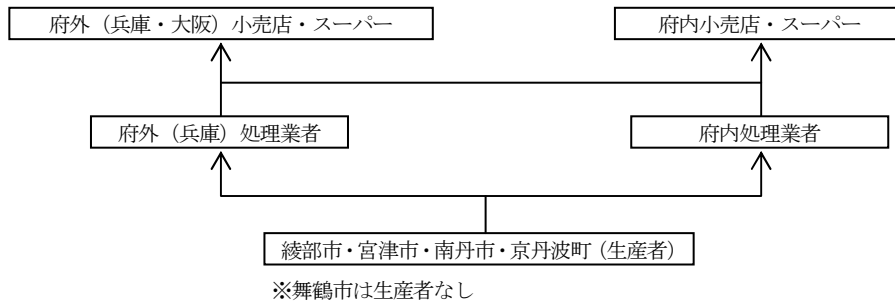 府外（兵庫・大阪）小売店・スーパー
府内小売店・スーパー
府外（兵庫）処理業者
府内処理業者
綾部市・宮津市・南丹市・京丹波町（生産者）
※舞鶴市は生産者なし